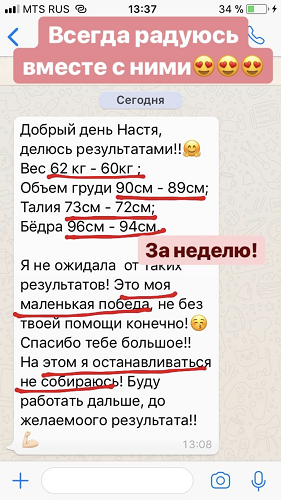 MTS RUS 13:37 34 %
Всегда радуюсь
вместе с ними😍😍😍
Сегодня
Добрый день Настя,
делюсь результатами!!🤗
Вес 62 кг - 60кг ;
Объем груди 90см - 89см;
Талия 73см - 72см;
Бёдра 96см - 94см.
За неделю!
Я не ожидала от таких
результатов! Это моя
маленькая победа, не без
твоей помощи конечно!😚
Спасибо тебе большое!!
На этом я останавливаться
не собираюсь! Буду
работать дальше, до
желаемоого результата!!
💪🏻
13:08